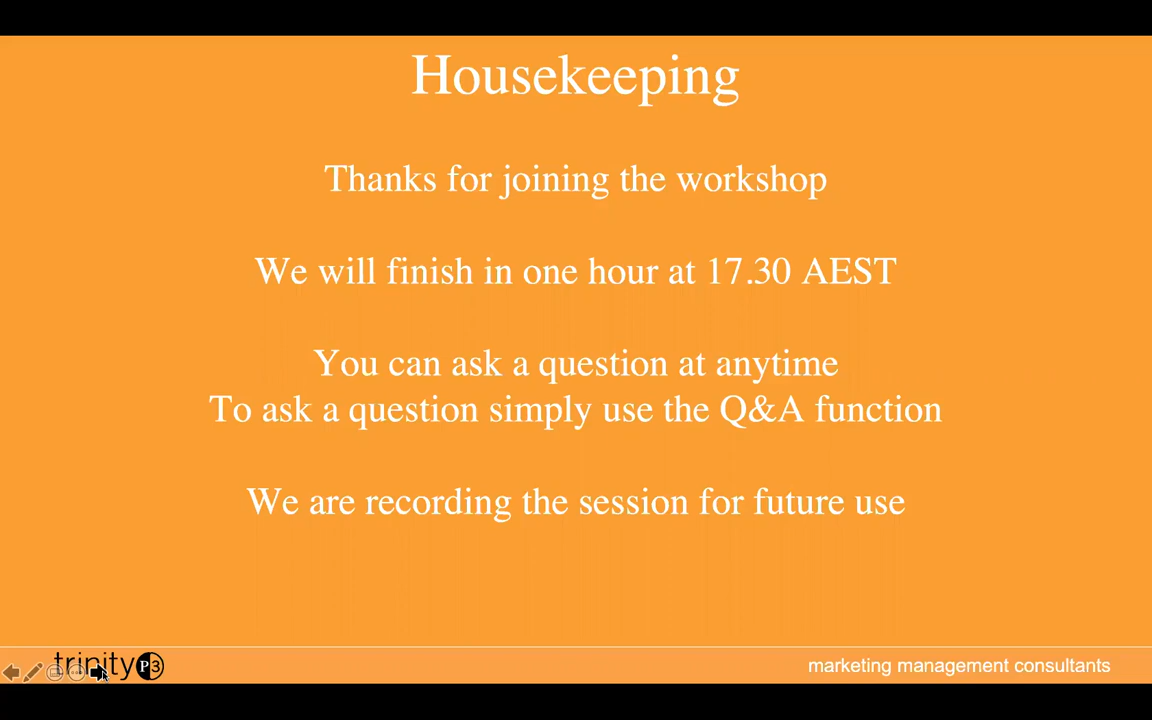 Housekeeping
Thanks for joining the workshop
We will finish in one hour at 17.30 AEST
You can ask a question at anytime
To ask a question simply use the Q&A function
We are recording the session for future use
trinity P3
marketing management consultants